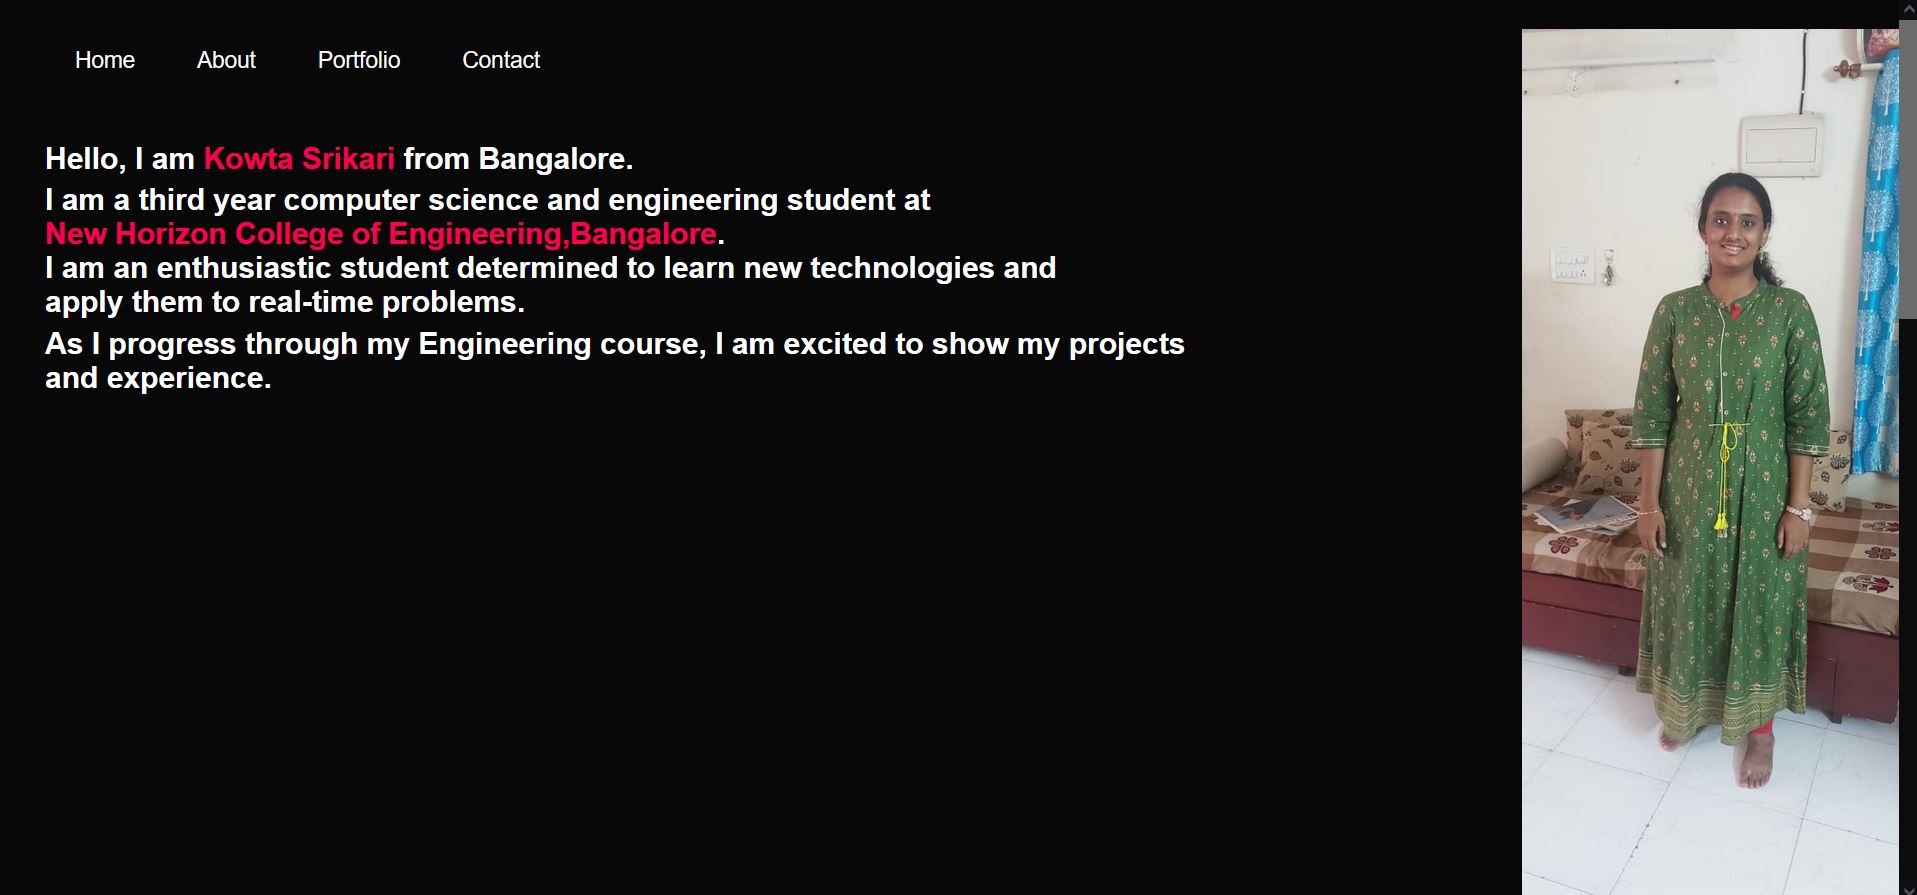 Home About Portfolio Contact
Hello, I am Kowta Srikari from Bangalore.
I am a third year computer science and engineering student at
New Horizon College of Engineering,Bangalore.
I am an enthusiastic student determined to learn new technologies and
apply them to real-time problems.
As I progress through my Engineering course, I am excited to show my projects
and experience.